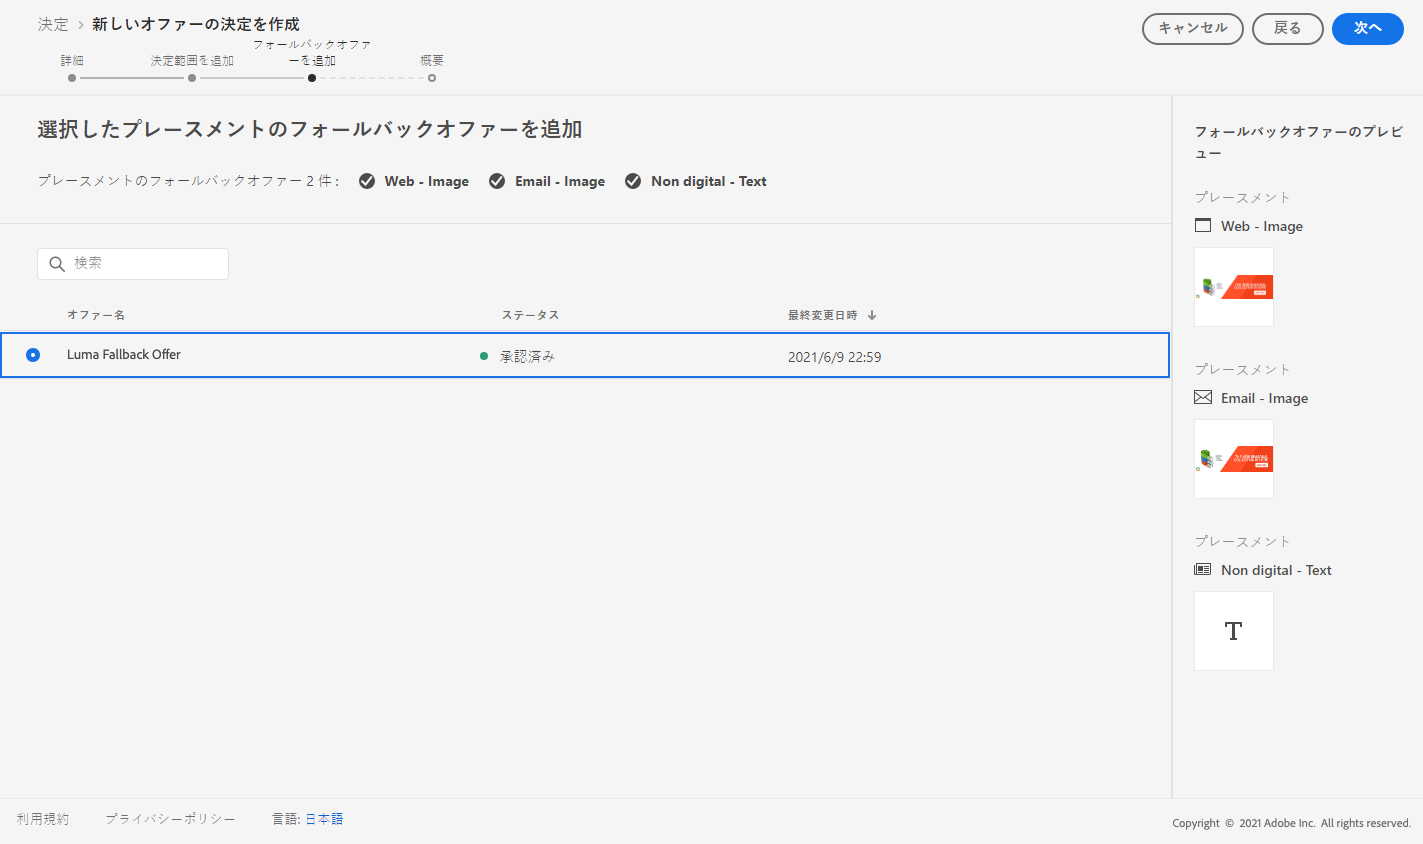 決定 > 新しいオファーの決定を作成
キャンセル
戻る
次へ
詳細
決定範囲を追加
フォールバックオファ
ーを追加
概要
選択したプレースメントのフォールバックオファーを追加
プレースメントのフォールバックオファー 2 件 : Web - Image Email - Image Non digital - Text
検索
オファー名 ステータス 最終変更日時
Luma Fallback Offer 承認済み 2021/6/9 22:59
フォールバックオファーのプレビ
ュー
プレースメント
Web - Image
プレースメント
Email - Image
プレースメント
Non digital - Text
T
利用規約 プライバシーポリシー 言語: 日本語
Copyright © 2021 Adobe Inc. All rights reserved.